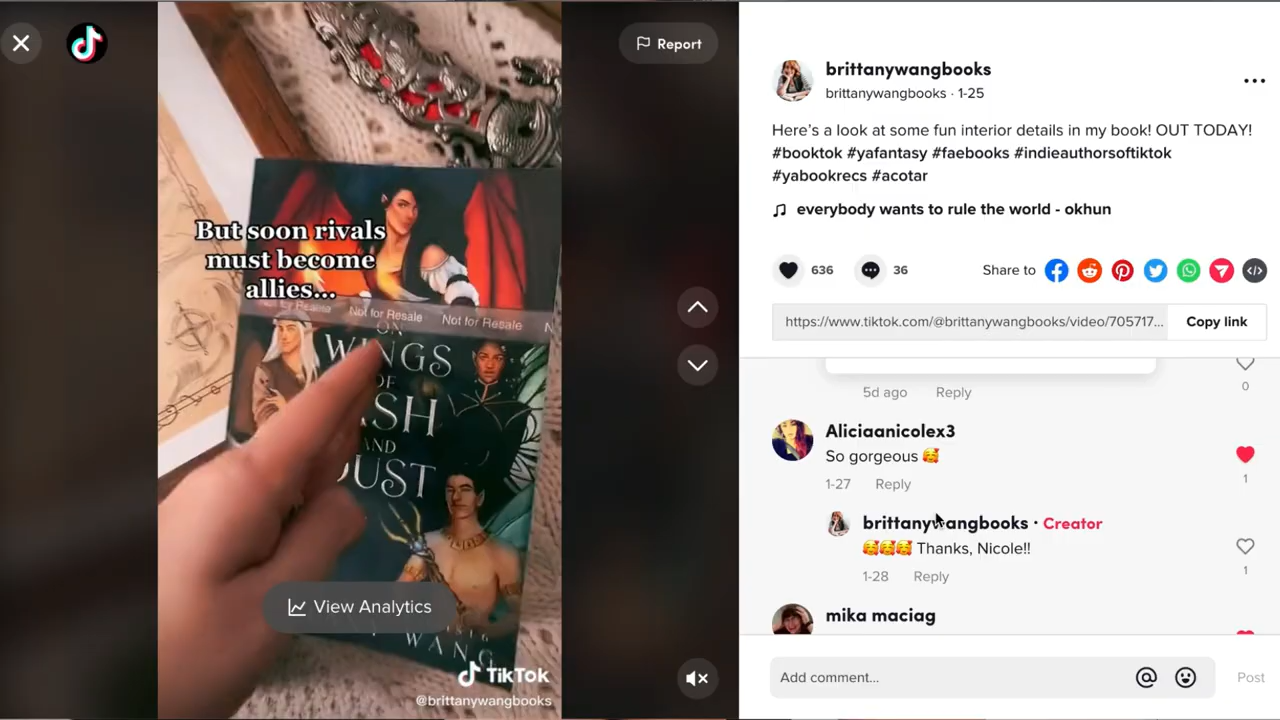 Report
But soon rivals
must become
allies...
Not for Resale Not for Resale Not for Resale N
ON
WINGS
OF
ASH
AND
DUST
WANG
View Analytics
TikTok
@brittanywangbooks
brittanywangbooks
brittanywangbooks · 1-25
Here's a look at some fun interior details in my book! OUT TODAY!
#booktok #yafantasy #faebooks #indieauthorsoftiktok
#yabookrecs #acotar
everybody wants to rule the world - okhun
636 36 Share to
https://www.tiktok.com/@brittanywangbooks/video/705717... Copy link
0
5d ago Reply
Aliciaanicolex3
So gorgeous 🥰
1-27 Reply
1
brittanywangbooks · Creator
🥰🥰🥰 Thanks, Nicole!!
1-28 Reply
1
mika maciag
Add comment... Post